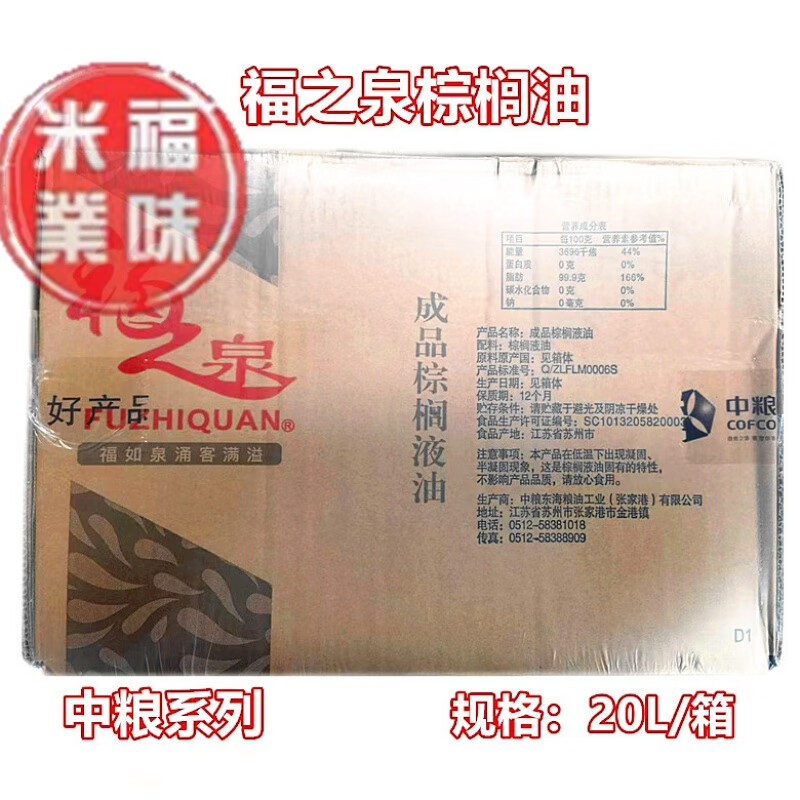 福之泉棕榈油
福味
米業
福之泉
好产品
FUZHIQUAN®
福如泉涌客满溢
成品棕榈液油
营养成分表
项目 每100克 营养素参考值%
能量 3696千焦 44%
蛋白质 0克 0%
脂肪 99.9克 166%
碳水化合物 0克 0%
钠 0毫克 0%
产品名称：成品棕榈液油
配料：棕榈液油
原料原产国：见箱体
产品标准号：Q/ZLFLM0006S
生产日期：见箱体
保质期：12个月
贮存条件：请贮藏于避光及阴凉干燥处
食品生产许可证编号：SC1013205820003
食品产地：江苏省苏州市
注意事项：本产品在低温下出现凝固、
半凝固现象，这是棕榈液油固有的特性，
不影响产品品质，请放心食用。
生产商：中粮东海粮油工业（张家港）有限公司
地址：江苏省苏州市张家港市金港镇
电话：0512-58381018
传真：0512-58388909
中粮
COFCO
D1
中粮系列
规格：20L/箱